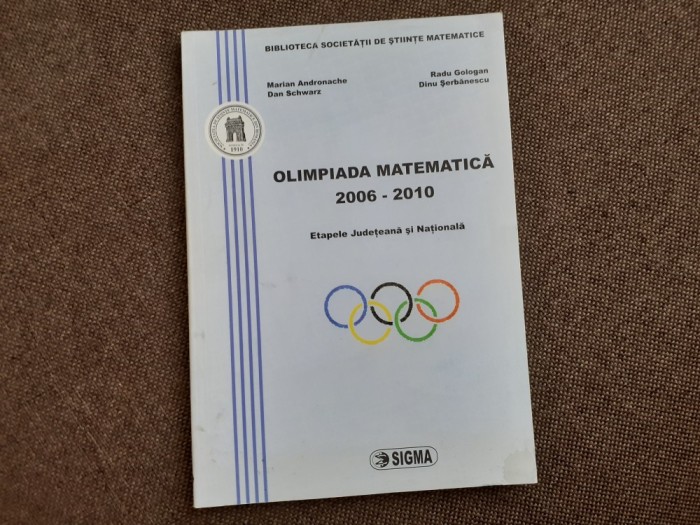 BIBLIOTECA SOCIETĂȚII DE ȘTIINȚE MATEMATICE
Marian Andronache
Dan Schwarz
Radu Gologan
Dinu Șerbănescu
1910
OLIMPIADA MATEMATICĂ
2006 - 2010
Etapele Județeană și Națională
SIGMA